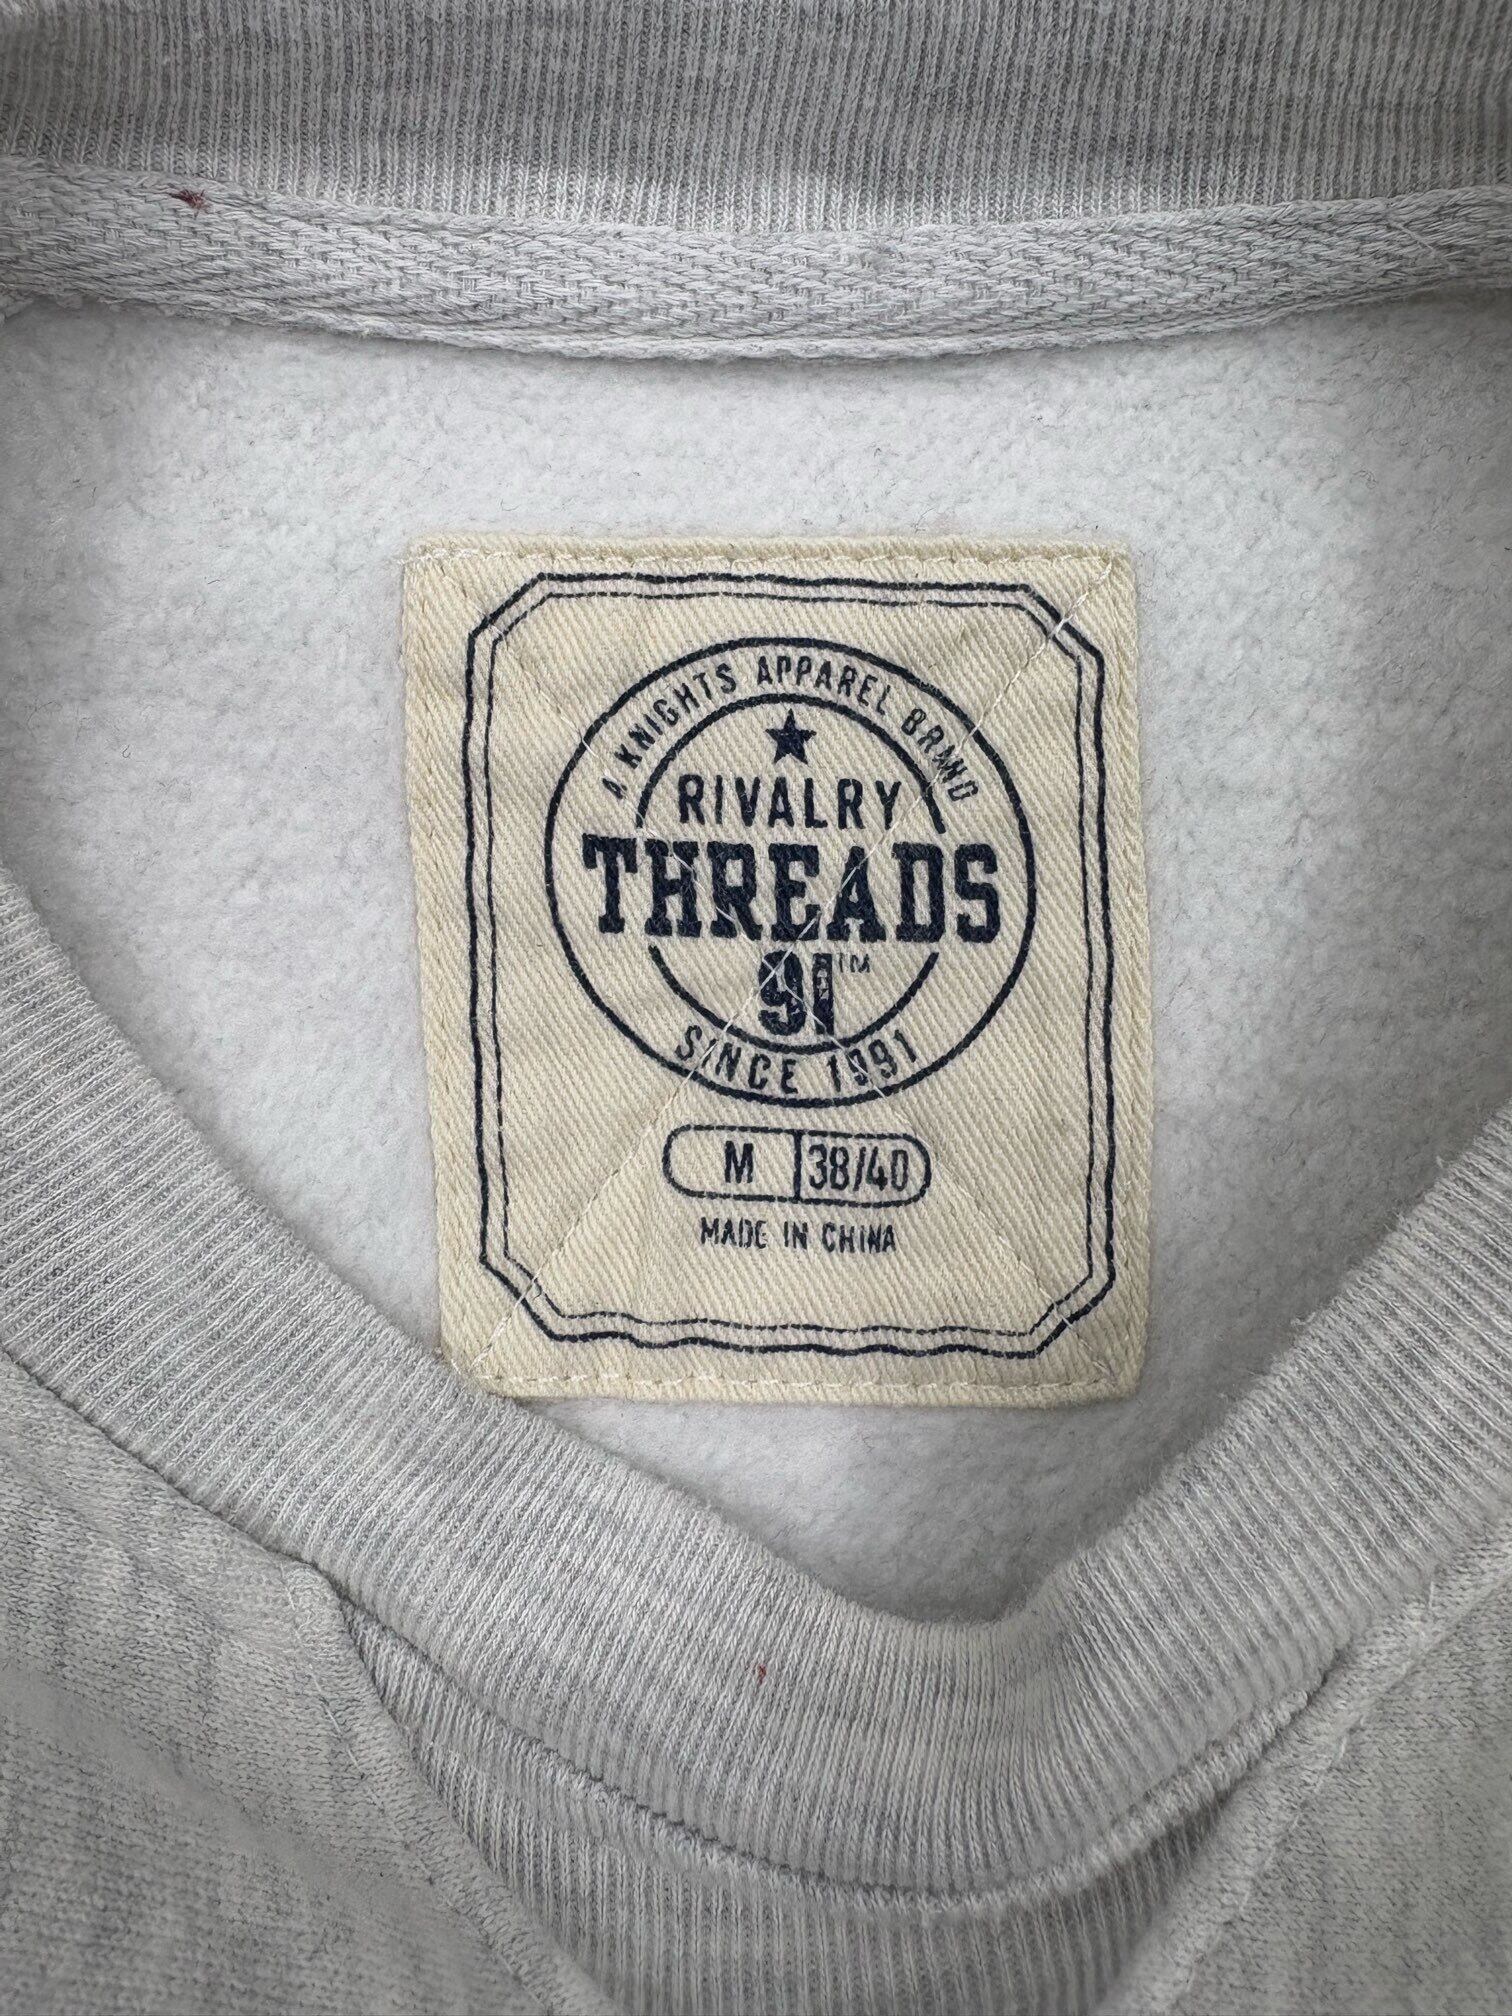 A KNIGHTS APPAREL BRAND
RIVALRY
THREADS
91™
SINCE 1991
M 38/40
MADE IN CHINA